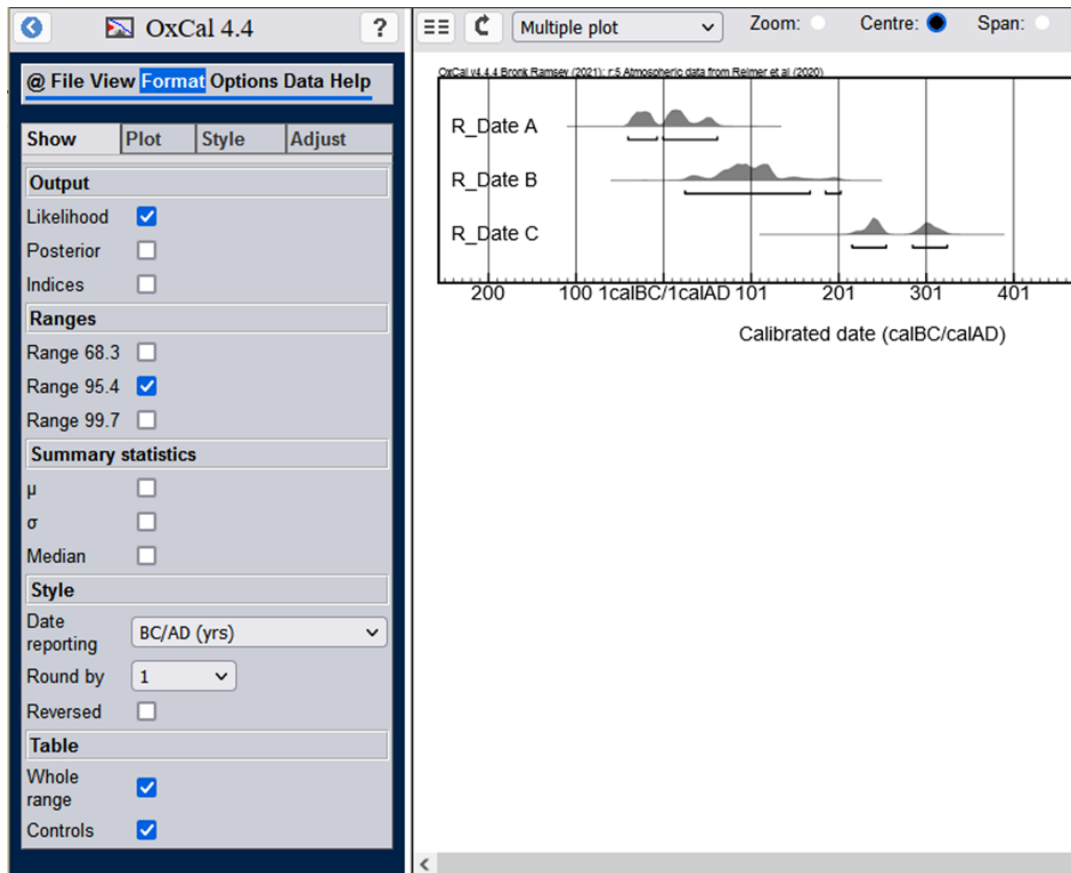 OxCal 4.4 ?
@ File View Format Options Data Help
Show Plot Style Adjust
Output
Likelihood
Posterior
Indices
Ranges
Range 68.3
Range 95.4
Range 99.7
Summary statistics
μ
σ
Median
Style
Date
reporting
BC/AD (yrs)
Round by 1
Reversed
Table
Whole
range
Controls
Multiple plot Zoom: Centre: Span:
OxCal v4.4.4 Bronk Ramsey (2021); r:5 Atmospheric data from Reimer et al (2020)
R_Date A
R_Date B
R_Date C
200 100 1calBC/1calAD 101 201 301 401
Calibrated date (calBC/calAD)